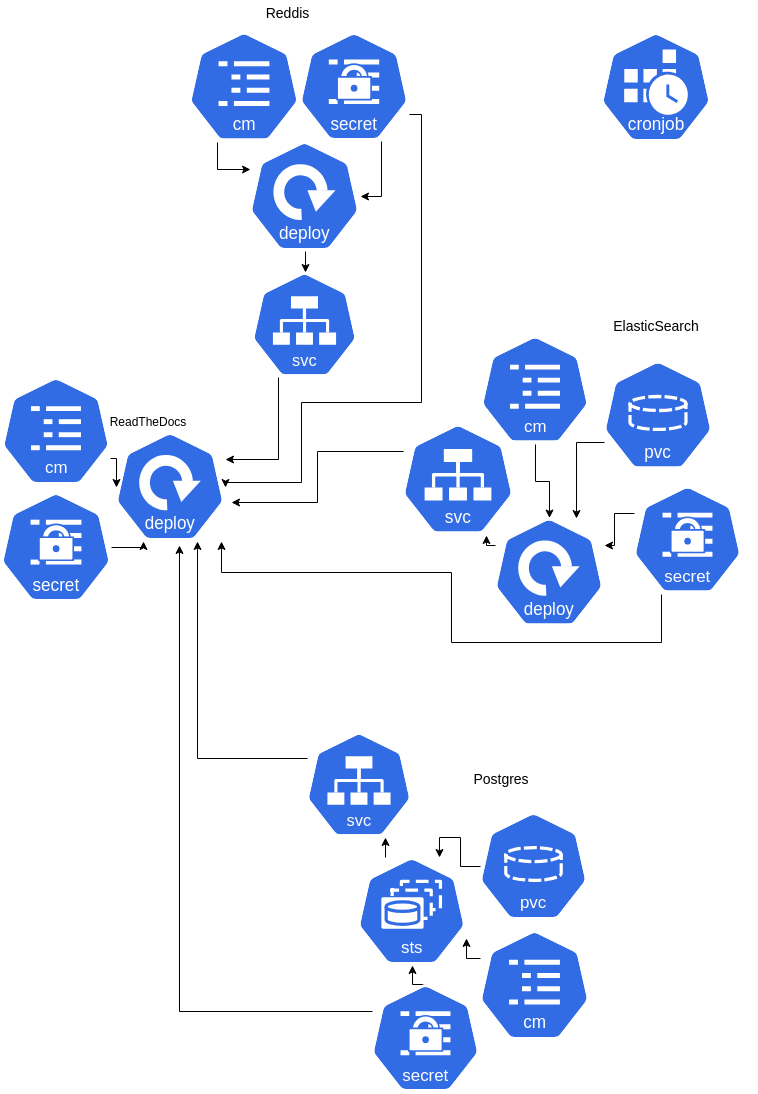 Reddis
cm
secret
cronjob
deploy
svc
ElasticSearch
cm
pvc
ReadTheDocs
cm
deploy
svc
secret
secret
deploy
svc
Postgres
pvc
sts
cm
secret